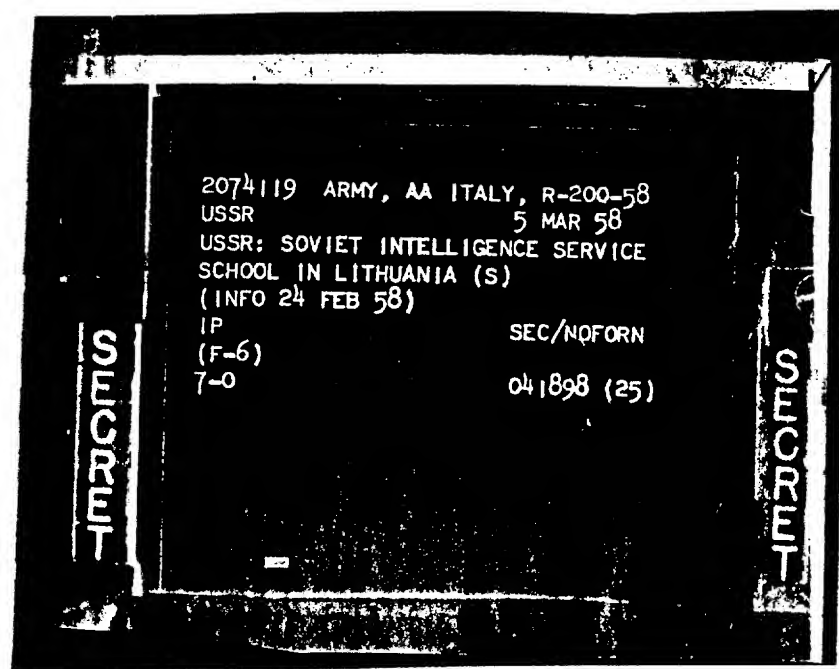 2074119 ARMY, AA ITALY, R-200-58
USSR 5 MAR 58
USSR: SOVIET INTELLIGENCE SERVICE
SCHOOL IN LITHUANIA (S)
(INFO 24 FEB 58)
IP SEC/NOFORN
(F-6)
7-0 041898 (25)
SECRET
SECRET